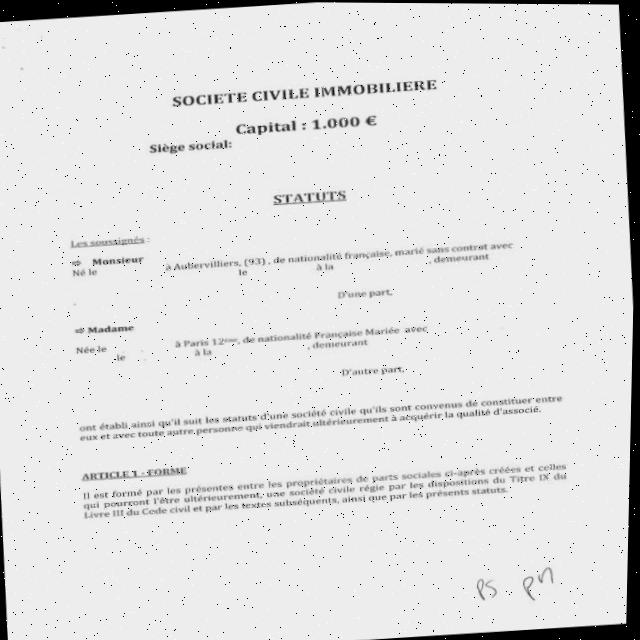 SOCIETE CIVILE IMMOBILIERE
Capital : 1.000 €
Siège social:
STATUTS
Les soussignés :
⇨ Monsieur
Né le à Aubervilliers, (93) , de nationalité française, marié sans contrat avec
le à la , demeurant
D'une part,
⇨ Madame
Née le à Paris 12ème, de nationalité Française Mariée avec
le à la , demeurant
D'autre part,
ont établi ainsi qu'il suit les statuts d'une société civile qu'ils sont convenus de constituer entre
eux et avec toute autre personne qui viendrait ultérieurement à acquérir la qualité d'associé.
ARTICLE 1 - FORME
Il est formé par les présentes entre les propriétaires de parts sociales ci-après créées et celles
qui pourront l'être ultérieurement, une société civile régie par les dispositions du Titre IX du
Livre III du Code civil et par les textes subséquents, ainsi que par les présents statuts.
PS pn